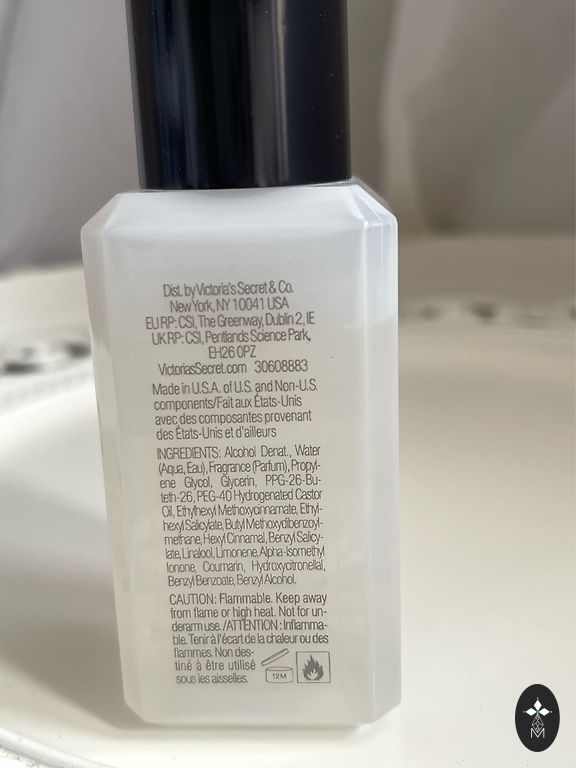 Dist. by Victoria's Secret & Co.
New York, NY 10041 USA
EU RP: CSI, The Greenway, Dublin 2, IE
UK RP: CSI, Pentlands Science Park,
EH26 0PZ
VictoriasSecret.com 30608883
Made in U.S.A. of U.S. and Non-U.S.
components/Fait aux États-Unis
avec des composantes provenant
des États-Unis et d'ailleurs
INGREDIENTS: Alcohol Denat., Water
(Aqua, Eau), Fragrance (Parfum), Propyl-
ene Glycol, Glycerin, PPG-26-Bu-
teth-26, PEG-40 Hydrogenated Castor
Oil, Ethylhexyl Methoxycinnamate, Ethyl-
hexyl Salicylate, Butyl Methoxydibenzoyl-
methane, Hexyl Cinnamal, Benzyl Salicy-
late, Linalool, Limonene, Alpha-Isomethyl
Ionone, Coumarin, Hydroxycitronellal,
Benzyl Benzoate, Benzyl Alcohol.
CAUTION: Flammable. Keep away
from flame or high heat. Not for un-
derarm use. /ATTENTION : Inflamma-
ble. Tenir à l'écart de la chaleur ou des
flammes. Non des-
tiné à être utilisé
sous les aisselles.
12M
M